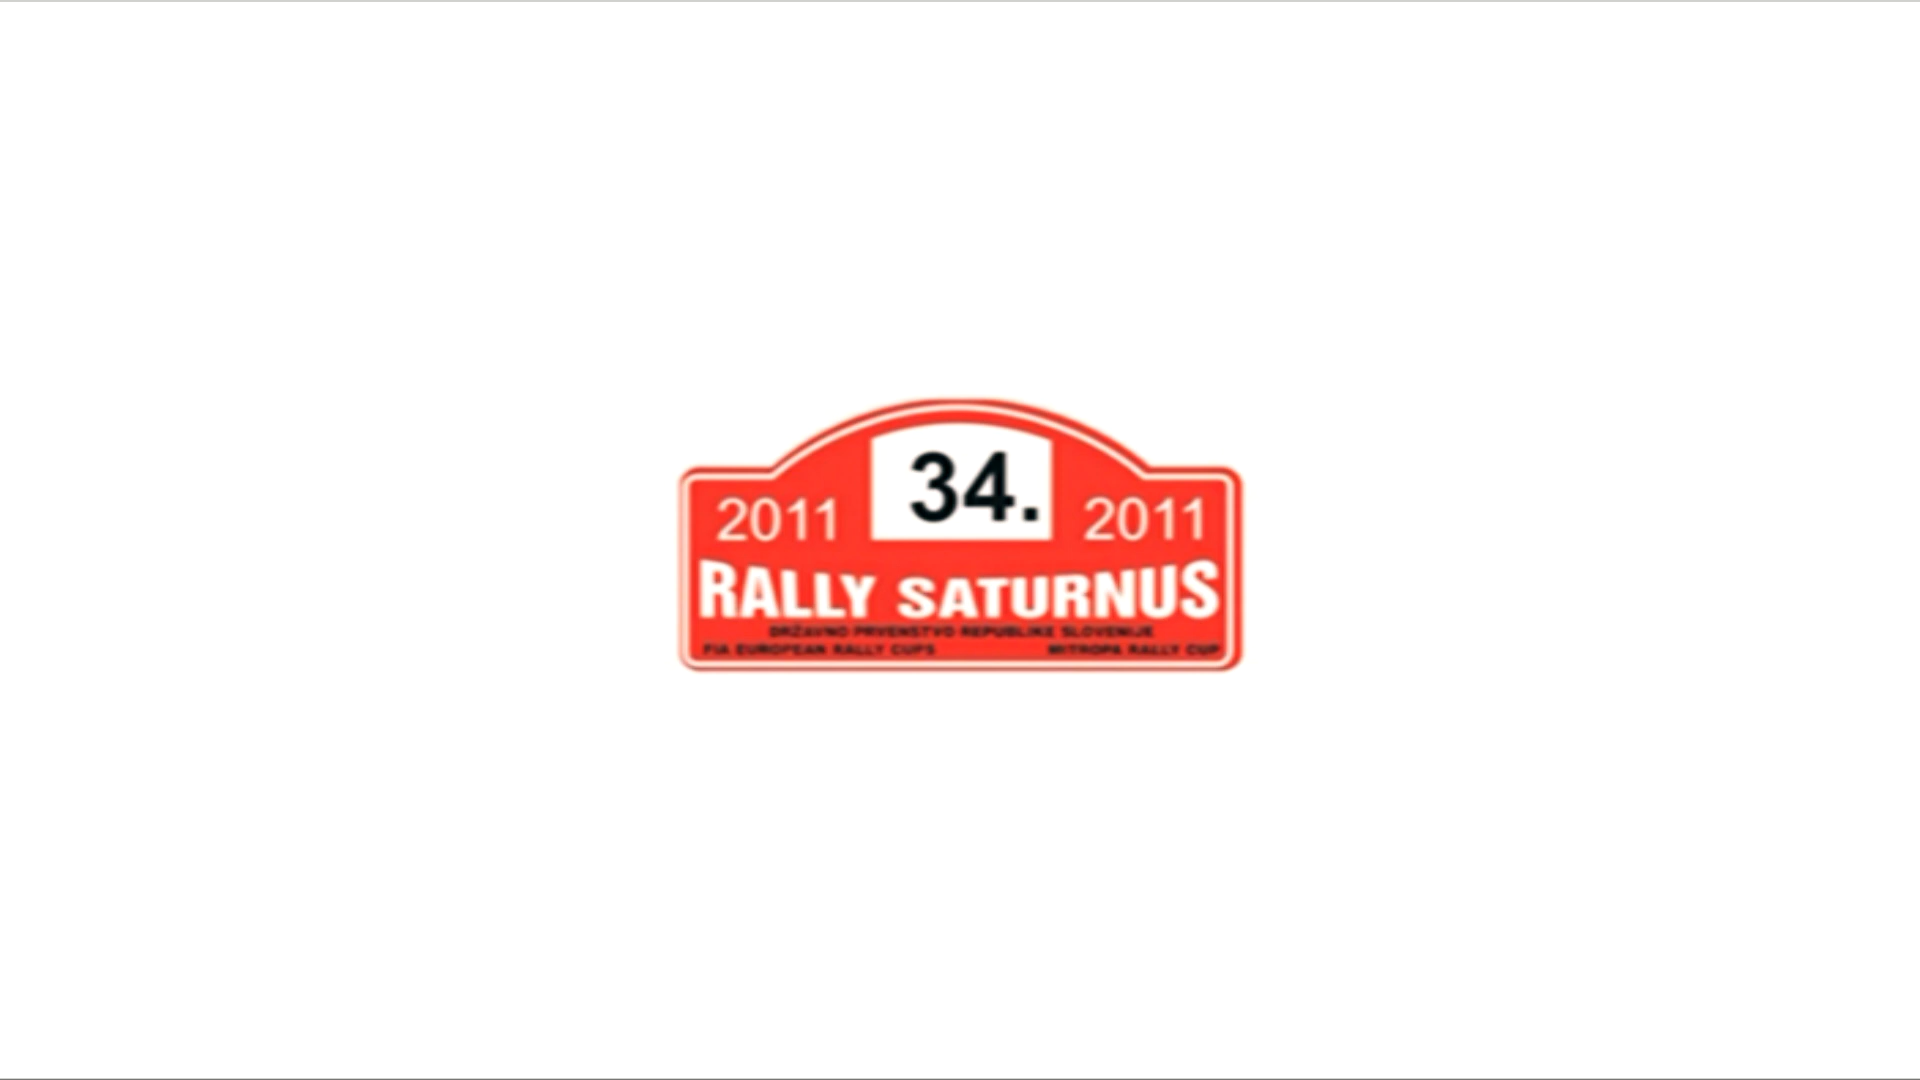 34.
2011 2011
RALLY SATURNUS
DRŽAVNO PRVENSTVO REPUBLIKE SLOVENIJE
FIA EUROPEAN RALLY CUPS MITROPA RALLY CUP